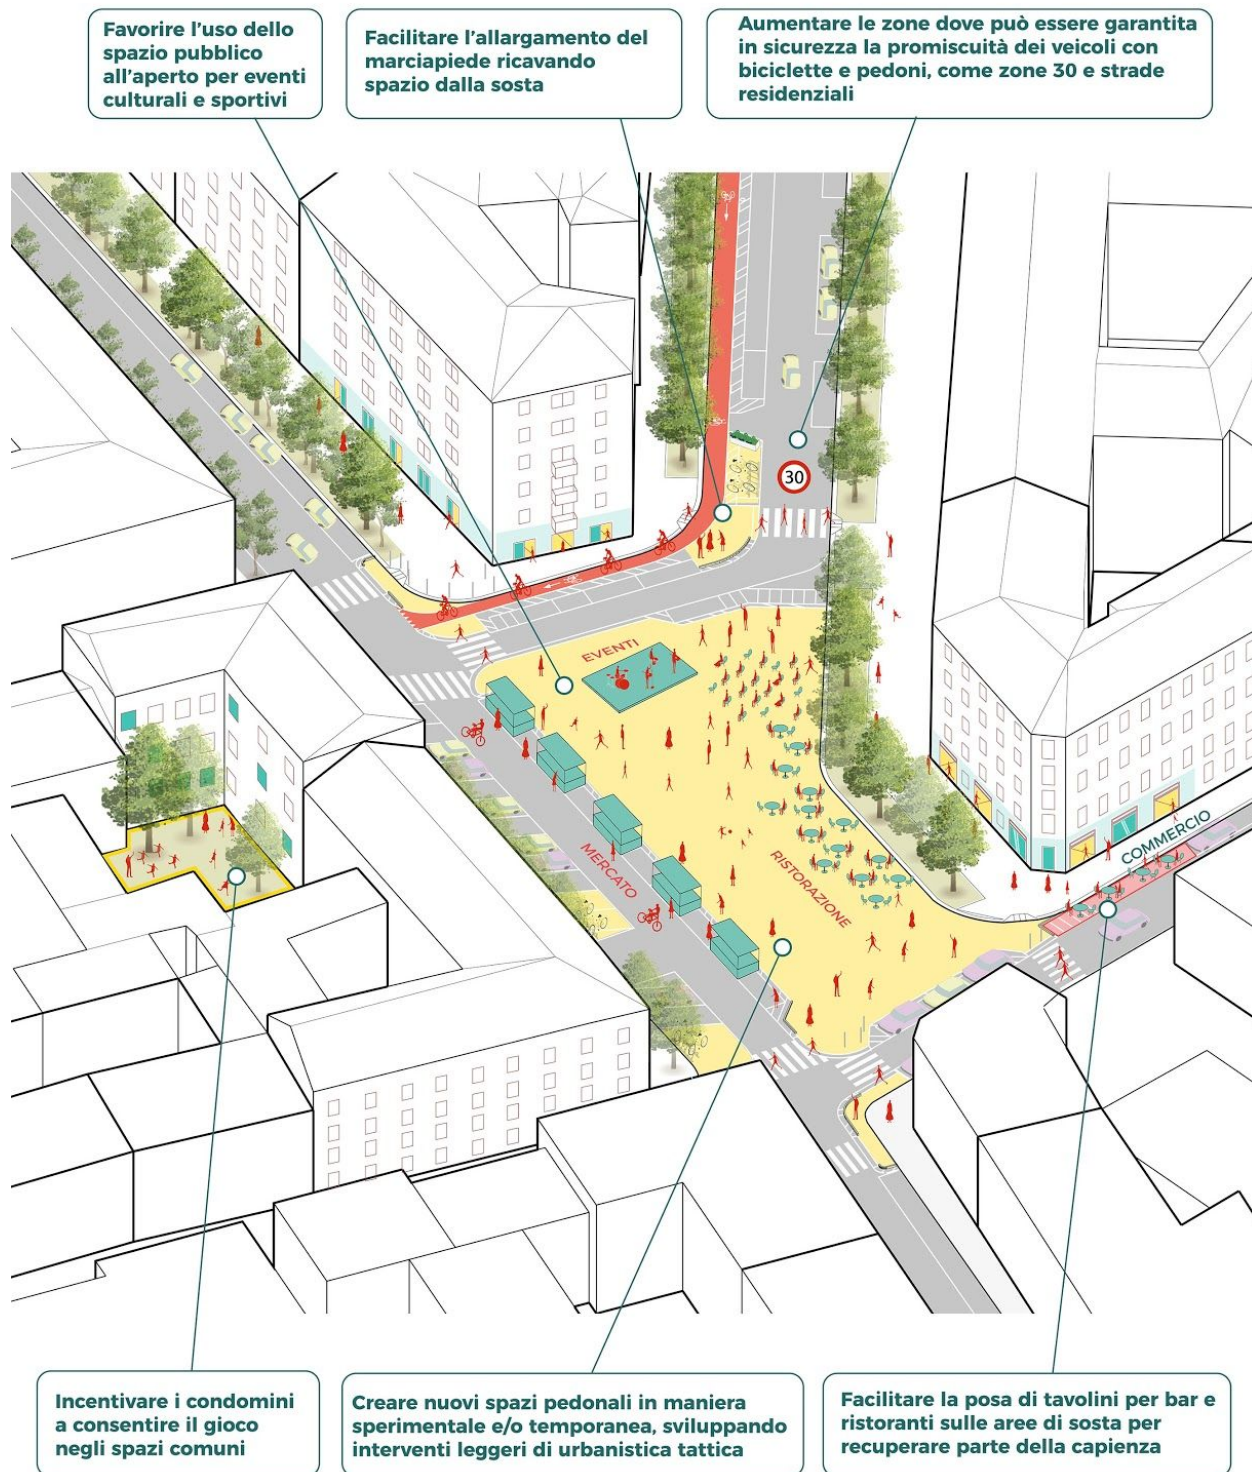 Favorire l'uso dello
spazio pubblico
all'aperto per eventi
culturali e sportivi
Facilitare l'allargamento del
marciapiede ricavando
spazio dalla sosta
Aumentare le zone dove può essere garantita
in sicurezza la promiscuità dei veicoli con
biciclette e pedoni, come zone 30 e strade
residenziali
30
EVENTI
MERCATO
RISTORAZIONE
COMMERCIO
Incentivare i condomini
a consentire il gioco
negli spazi comuni
Creare nuovi spazi pedonali in maniera
sperimentale e/o temporanea, sviluppando
interventi leggeri di urbanistica tattica
Facilitare la posa di tavolini per bar e
ristoranti sulle aree di sosta per
recuperare parte della capienza